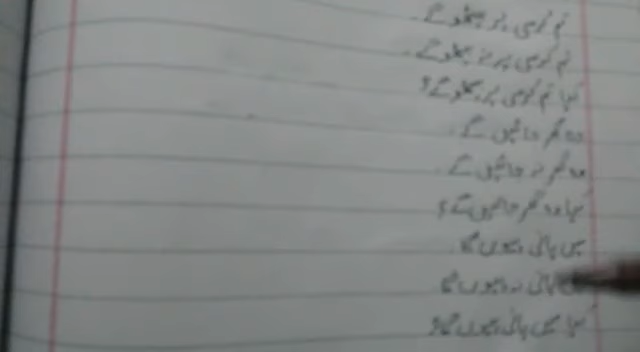 تم کرسی پر بیٹھو گے۔
تم کرسی پر نہ بیٹھو گے۔
کیا تم کرسی پر بیٹھو گے؟
وہ گھر جائیں گے۔
وہ گھر نہ جائیں گے۔
کیا وہ گھر جائیں گے؟
میں پانی پیوں گا۔
پانی نہ پیوں گا
کیا میں پانی پیوں گا؟